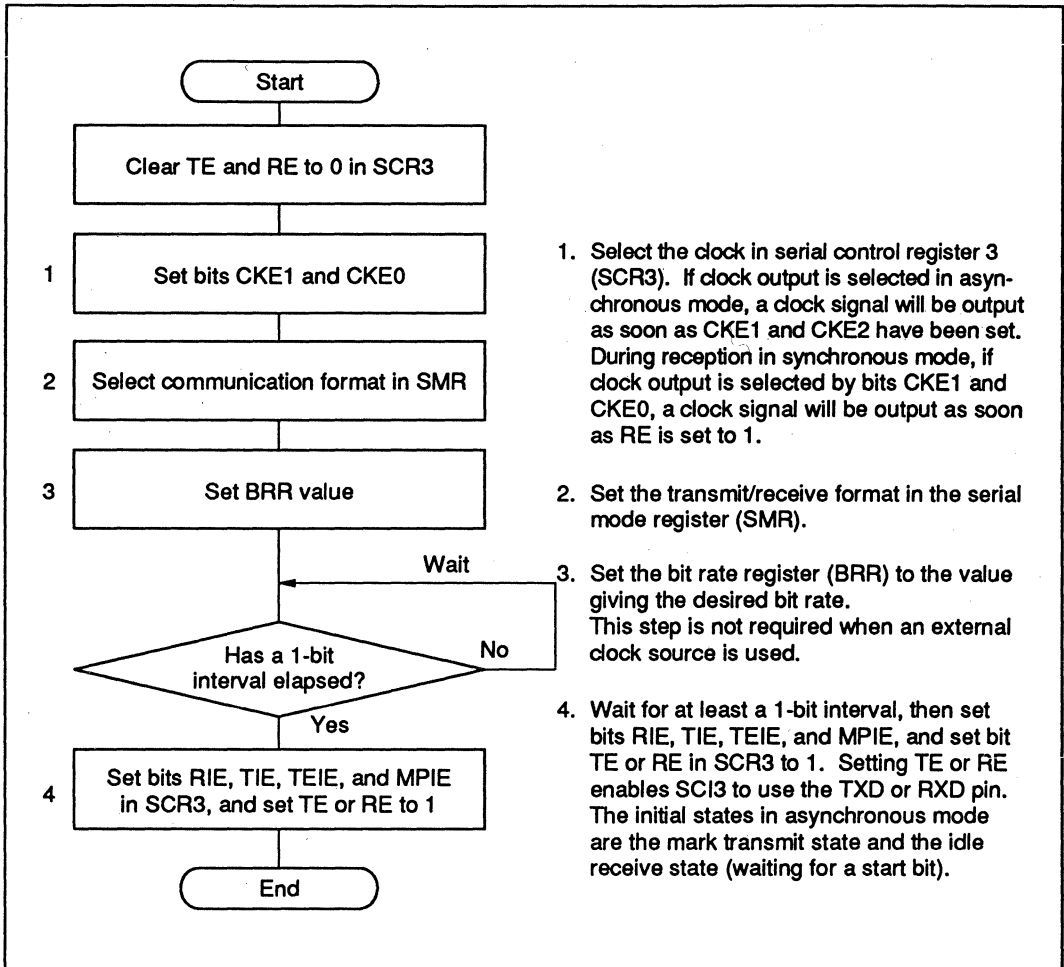 Start
Clear TE and RE to 0 in SCR3
1
Set bits CKE1 and CKE0
2
Select communication format in SMR
3
Set BRR value
Wait
Has a 1-bit
interval elapsed?
No
Yes
4
Set bits RIE, TIE, TEIE, and MPIE
in SCR3, and set TE or RE to 1
End
1. Select the clock in serial control register 3
(SCR3). If clock output is selected in asyn-
chronous mode, a clock signal will be output
as soon as CKE1 and CKE2 have been set.
During reception in synchronous mode, if
clock output is selected by bits CKE1 and
CKE0, a clock signal will be output as soon
as RE is set to 1.
2. Set the transmit/receive format in the serial
mode register (SMR).
3. Set the bit rate register (BRR) to the value
giving the desired bit rate.
This step is not required when an external
clock source is used.
4. Wait for at least a 1-bit interval, then set
bits RIE, TIE, TEIE, and MPIE, and set bit
TE or RE in SCR3 to 1. Setting TE or RE
enables SCI3 to use the TXD or RXD pin.
The initial states in asynchronous mode
are the mark transmit state and the idle
receive state (waiting for a start bit).